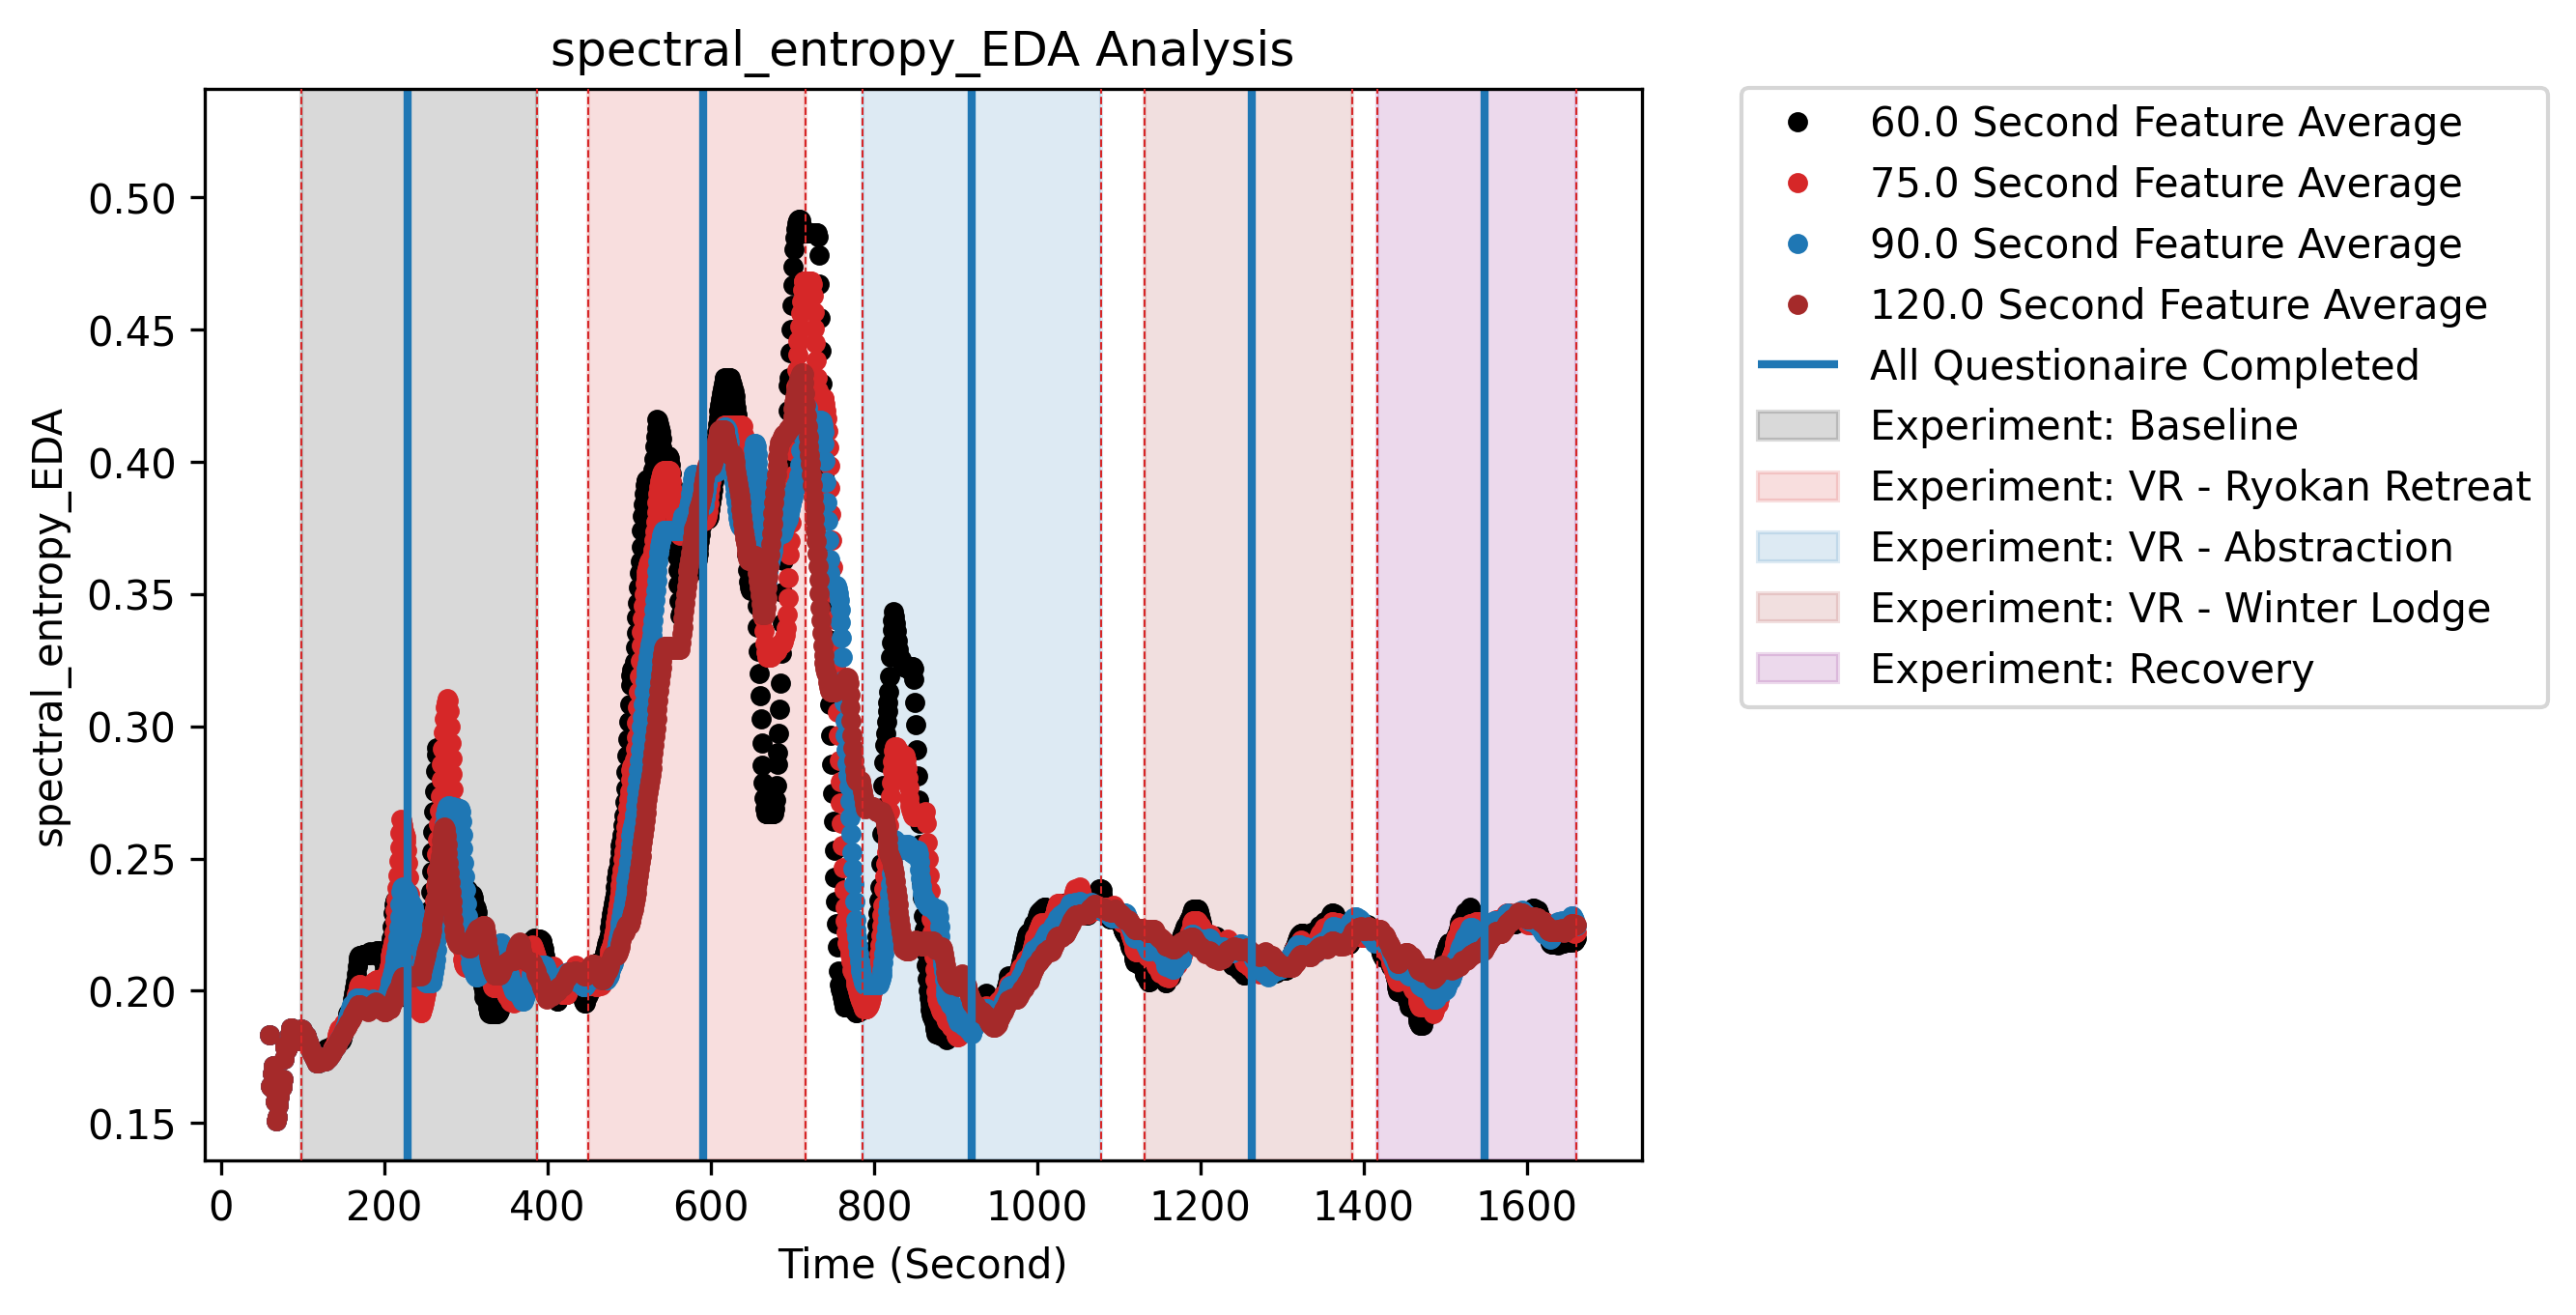 spectral_entropy_EDA Analysis
spectral_entropy_EDA
0.50
0.45
0.40
0.35
0.30
0.25
0.20
0.15
0 200 400 600 800 1000 1200 1400 1600
Time (Second)
60.0 Second Feature Average
75.0 Second Feature Average
90.0 Second Feature Average
120.0 Second Feature Average
All Questionaire Completed
Experiment: Baseline
Experiment: VR - Ryokan Retreat
Experiment: VR - Abstraction
Experiment: VR - Winter Lodge
Experiment: Recovery